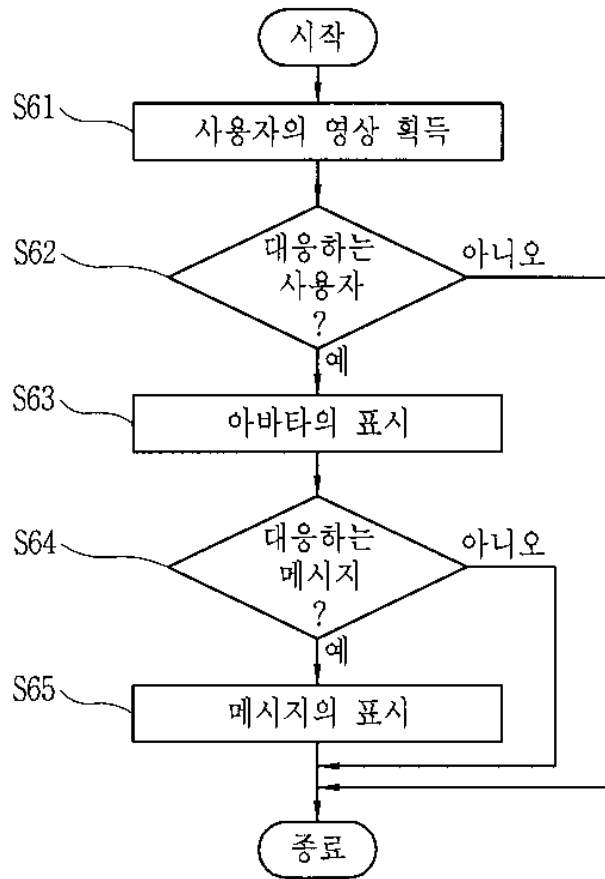 시작
S61
사용자의 영상 획득
S62
대응하는
사용자
?
아니오
예
S63
아바타의 표시
S64
대응하는
메시지
?
아니오
예
S65
메시지의 표시
종료